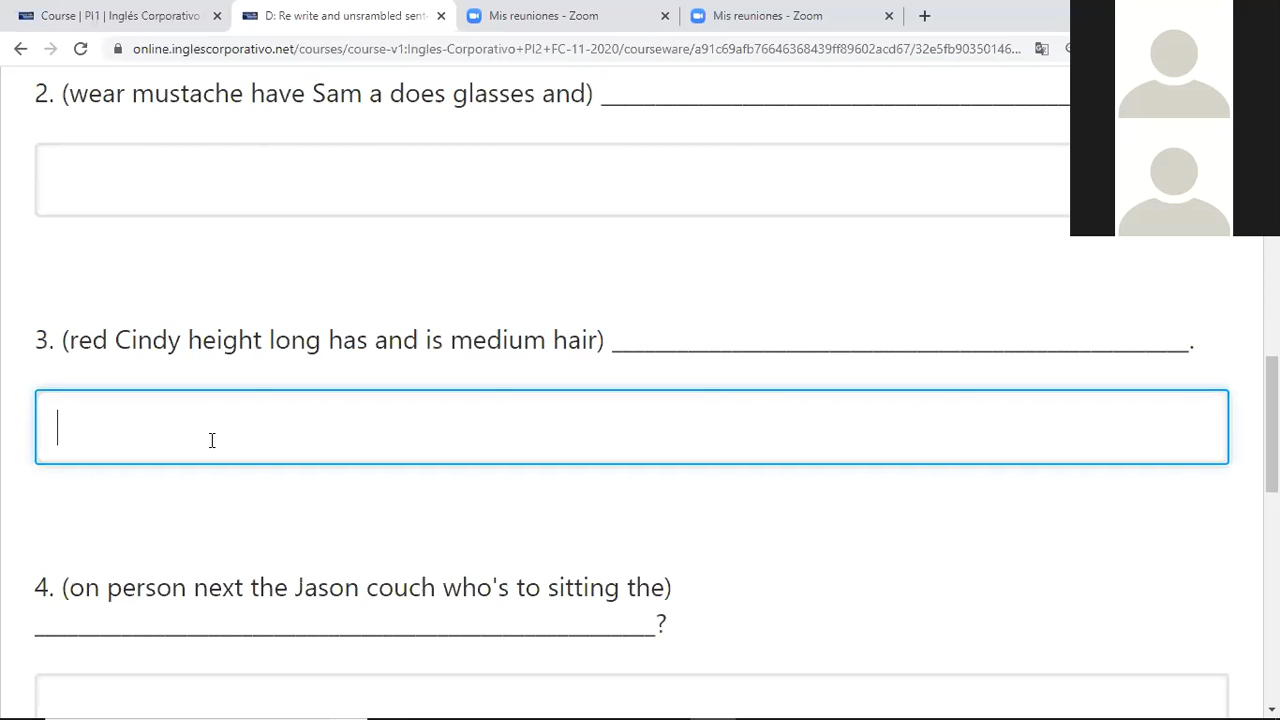 Course | PI1 | Inglés Corporativo
D: Re write and unsrambled sent
Mis reuniones - Zoom
Mis reuniones - Zoom
online.inglescorporativo.net/courses/course-v1:Ingles-Corporativo+PI2+FC-11-2020/courseware/a91c69afb76646368439ff89602acd67/32e5fb90350146...
2. (wear mustache have Sam a does glasses and) ____________________________________
3. (red Cindy height long has and is medium hair) ___________________________________________.
4. (on person next the Jason couch who's to sitting the)
______________________________________________?